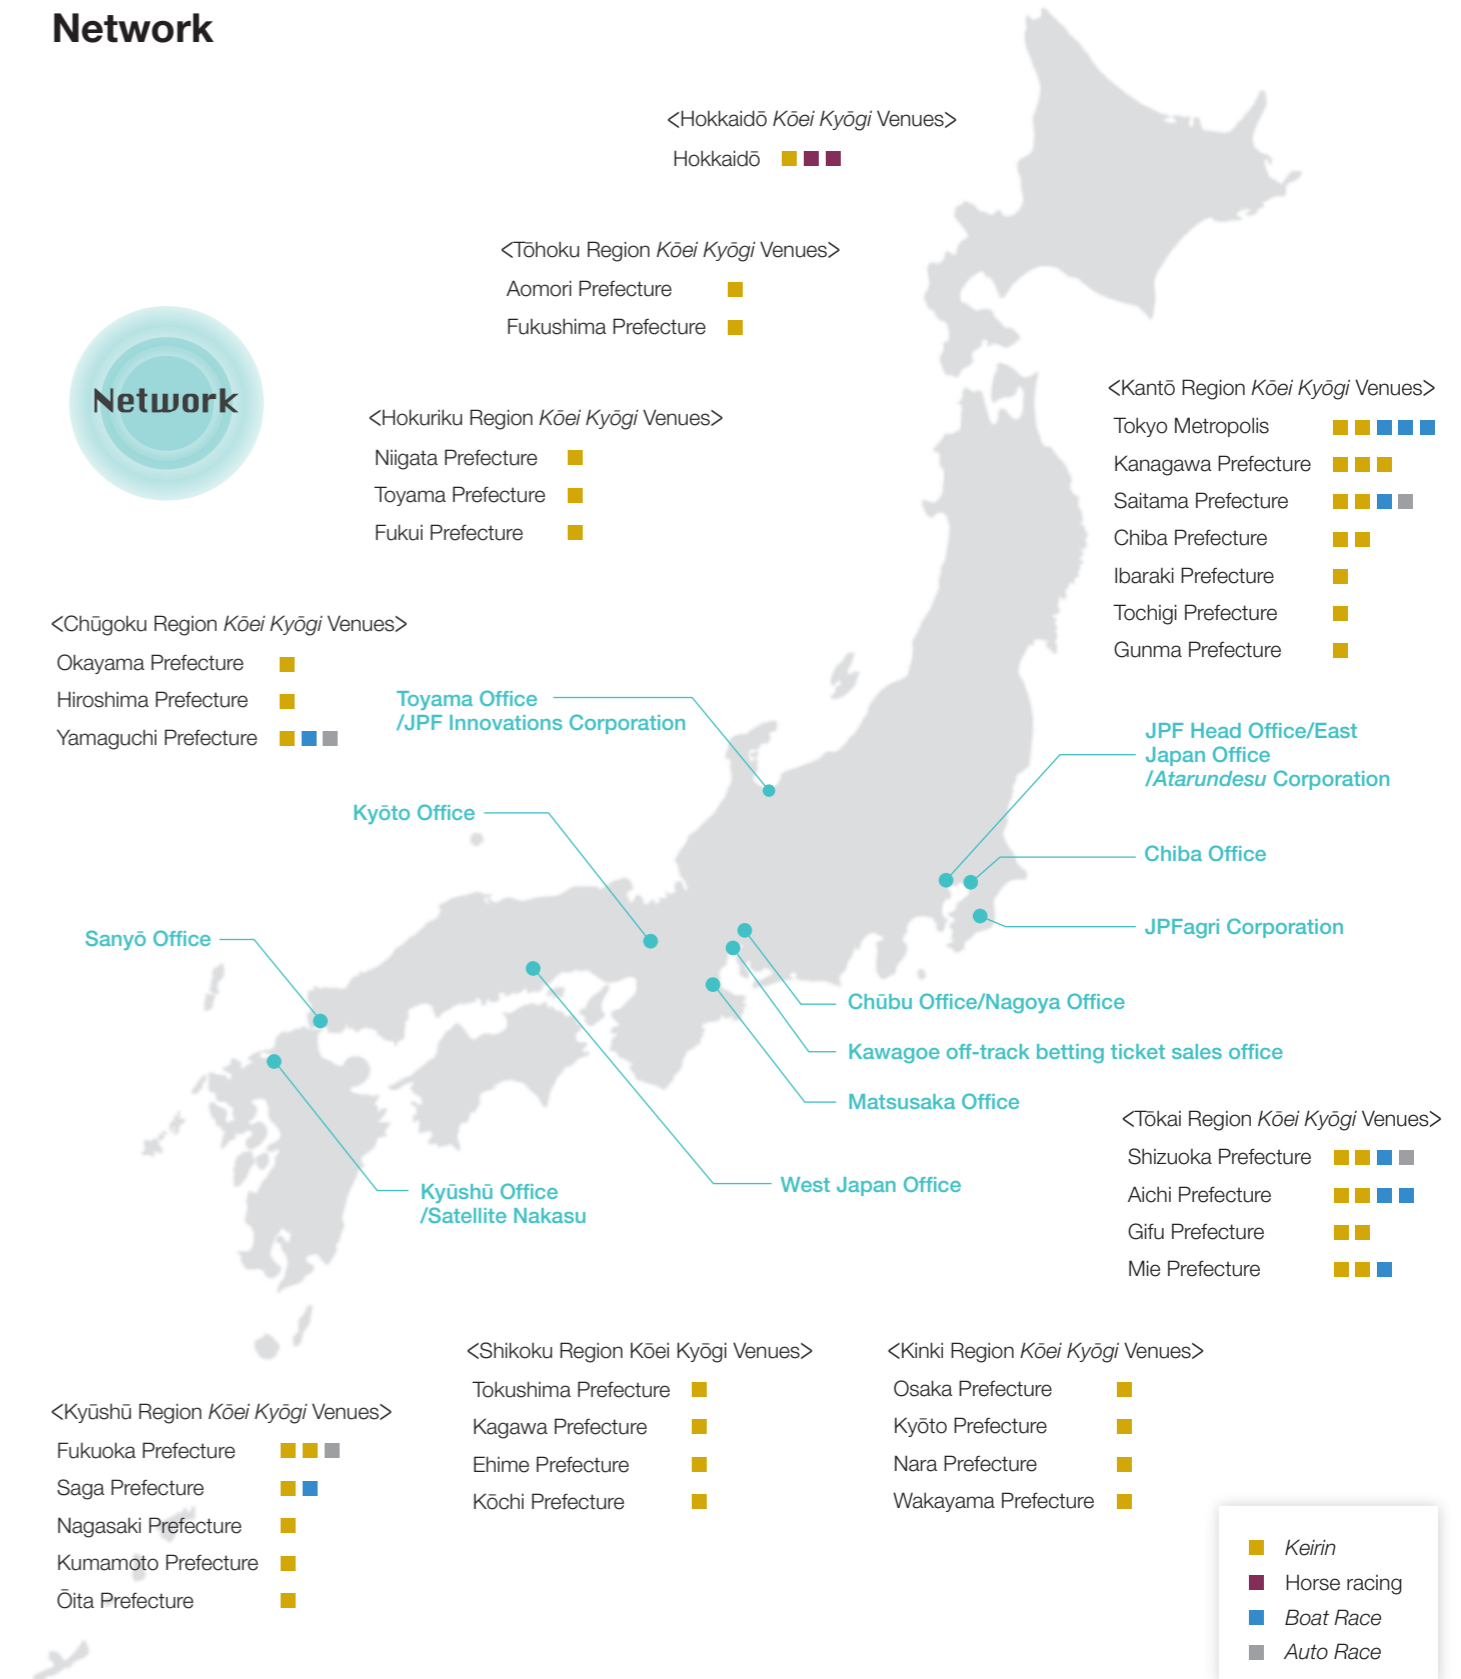 Network
<Hokkaidō Kōei Kyōgi Venues>
Hokkaidō
<Tōhoku Region Kōei Kyōgi Venues>
Aomori Prefecture
Fukushima Prefecture
Network
<Hokuriku Region Kōei Kyōgi Venues>
Niigata Prefecture
Toyama Prefecture
Fukui Prefecture
<Kantō Region Kōei Kyōgi Venues>
Tokyo Metropolis
Kanagawa Prefecture
Saitama Prefecture
Chiba Prefecture
Ibaraki Prefecture
Tochigi Prefecture
Gunma Prefecture
<Chūgoku Region Kōei Kyōgi Venues>
Okayama Prefecture
Hiroshima Prefecture
Yamaguchi Prefecture
Toyama Office
/JPF Innovations Corporation
JPF Head Office/East
Japan Office
/Atarundesu Corporation
Kyōto Office
Chiba Office
JPFagri Corporation
Sanyō Office
Chūbu Office/Nagoya Office
Kawagoe off-track betting ticket sales office
Matsusaka Office
West Japan Office
Kyūshū Office
/Satellite Nakasu
<Tōkai Region Kōei Kyōgi Venues>
Shizuoka Prefecture
Aichi Prefecture
Gifu Prefecture
Mie Prefecture
<Shikoku Region Kōei Kyōgi Venues>
Tokushima Prefecture
Kagawa Prefecture
Ehime Prefecture
Kōchi Prefecture
<Kinki Region Kōei Kyōgi Venues>
Osaka Prefecture
Kyōto Prefecture
Nara Prefecture
Wakayama Prefecture
<Kyūshū Region Kōei Kyōgi Venues>
Fukuoka Prefecture
Saga Prefecture
Nagasaki Prefecture
Kumamoto Prefecture
Ōita Prefecture
Keirin
Horse racing
Boat Race
Auto Race